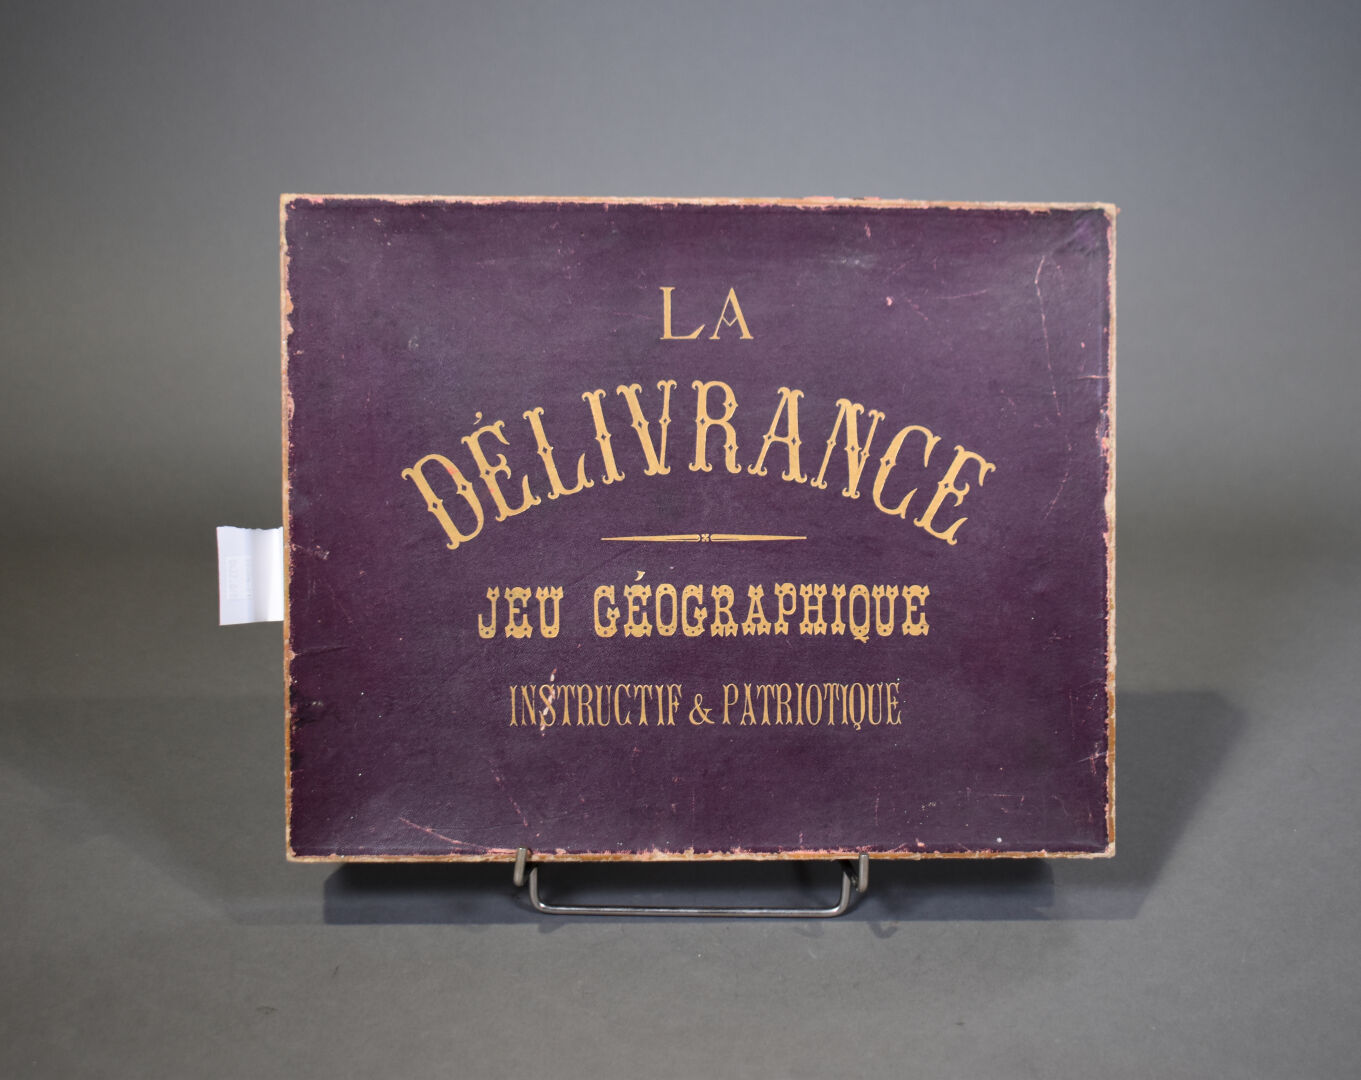 LA
DÉLIVRANCE
JEU GÉOGRAPHIQUE
INSTRUCTIF & PATRIOTIQUE